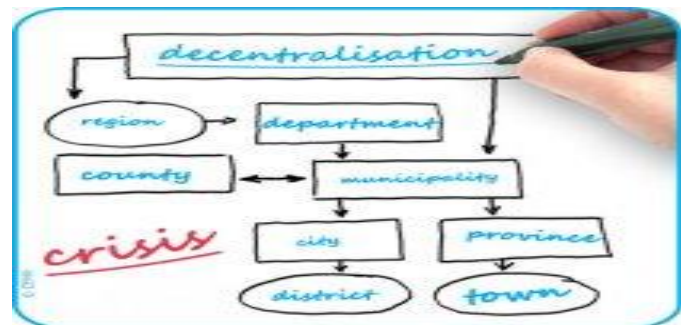 decentralisation
region
department
county
municipality
crisis
city
province
district
town